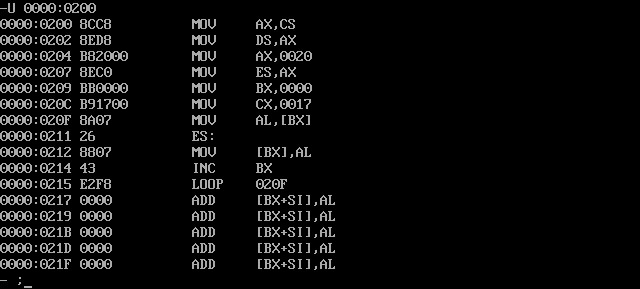 -U 0000:0200
0000:0200 8CC8 MOV AX,CS
0000:0202 8ED8 MOV DS,AX
0000:0204 B82000 MOV AX,0020
0000:0207 8EC0 MOV ES,AX
0000:0209 BB0000 MOV BX,0000
0000:020C B91700 MOV CX,0017
0000:020F 8A07 MOV AL,[BX]
0000:0211 26 ES:
0000:0212 8807 MOV [BX],AL
0000:0214 43 INC BX
0000:0215 E2F8 LOOP 020F
0000:0217 0000 ADD [BX+SI],AL
0000:0219 0000 ADD [BX+SI],AL
0000:021B 0000 ADD [BX+SI],AL
0000:021D 0000 ADD [BX+SI],AL
0000:021F 0000 ADD [BX+SI],AL
- ;_